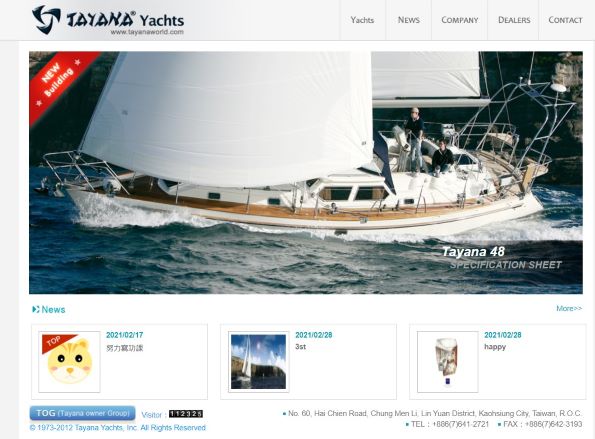 TAYANA® Yachts
www.tayanaworld.com
Yachts NEWS COMPANY DEALERS CONTACT
NEW
Building
Tayana 48
SPECIFICATION SHEET
News
More>>
TOP
2021/02/17
努力寫功課
2021/02/28
3st
2021/02/28
happy
TOG (Tayana owner Group)
Visitor : 112325
No. 60, Hai Chien Road, Chung Men Li, Lin Yuan District, Kaohsiung City, Taiwan, R.O.C.
TEL：+886(7)641-2721
FAX：+886(7)642-3193
© 1973-2012 Tayana Yachts, Inc. All Rights Reserved